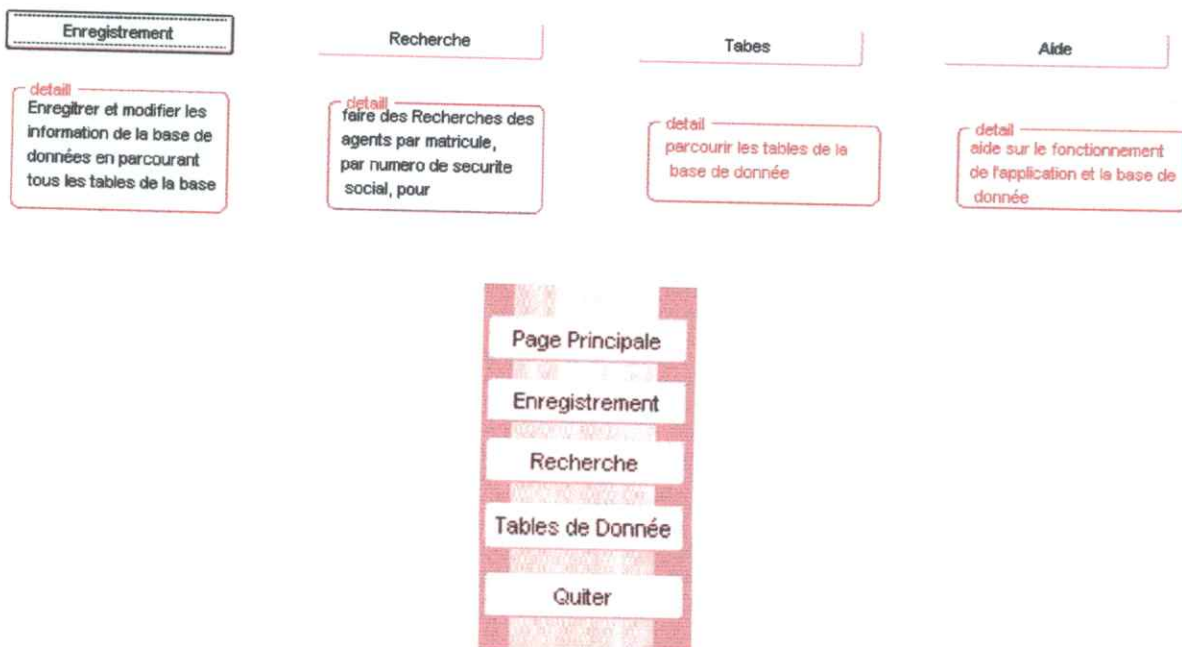 Enregistrement
Recherche
Tabes
Aide
detaill
Enregitrer et modifier les
information de la base de
données en parcourant
tous les tables de la base
detaill
faire des Recherches des
agents par matricule,
par numero de securite
social, pour
detail
parcourir les tables de la
base de donnée
detail
aide sur le fonctionnement
de l'application et la base de
donnée
Page Principale
Enregistrement
Recherche
Tables de Donnée
Quiter